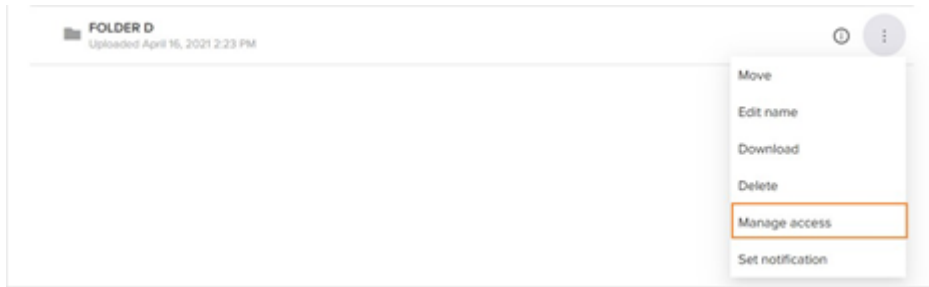 FOLDER D
Uploaded April 16, 2021 2:23 PM
Move
Edit name
Download
Delete
Manage access
Set notification